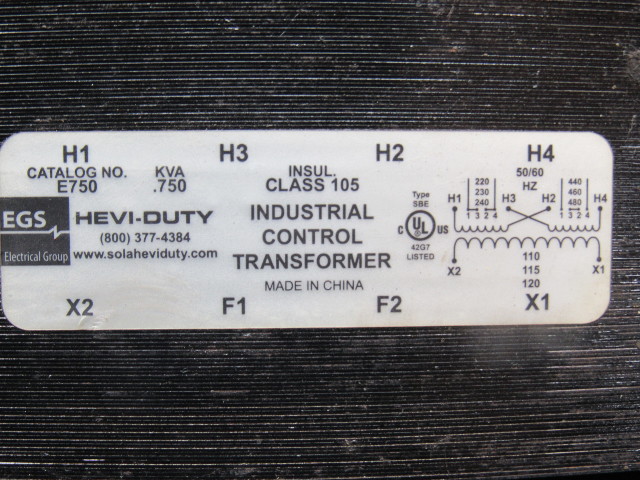 H1 H3 H2 H4
CATALOG NO. KVA INSUL.
E750 .750 CLASS 105
EGS
Electrical Group
HEVI-DUTY
(800) 377-4384
www.solaheviduty.com
INDUSTRIAL
CONTROL
TRANSFORMER
MADE IN CHINA
Type
SBE
C UL US
42G7
LISTED
50/60
HZ
220 440
230 460
240 480
H1 H3 H2 H4
1 3 2 4 1 3 2 4
X2 X1
110
115
120
X2 F1 F2 X1